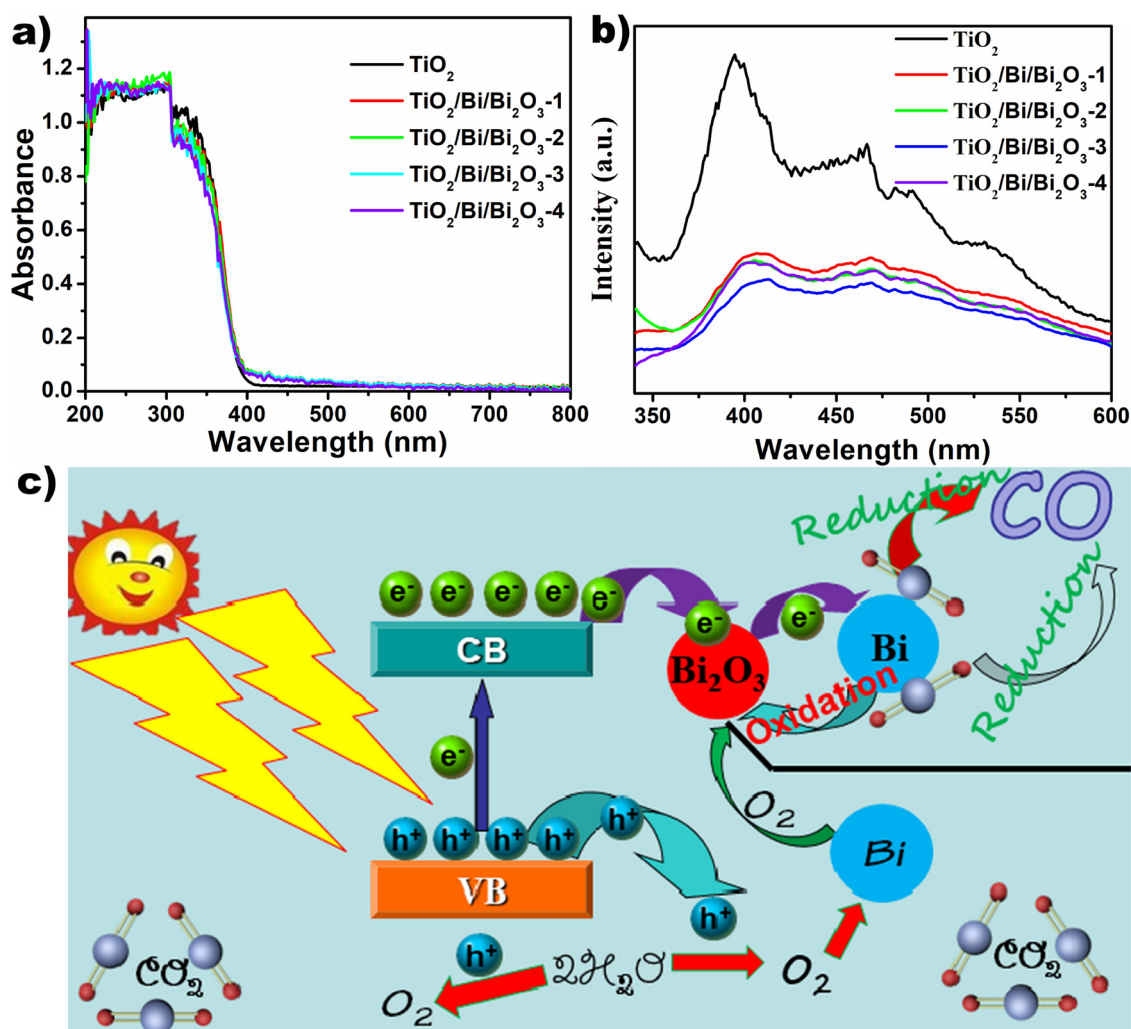 a)
TiO₂
TiO₂/Bi/Bi₂O₃-1
TiO₂/Bi/Bi₂O₃-2
TiO₂/Bi/Bi₂O₃-3
TiO₂/Bi/Bi₂O₃-4
Absorbance
1.2
1.0
0.8
0.6
0.4
0.2
0.0
200 300 400 500 600 700 800
Wavelength (nm)
b)
TiO₂
TiO₂/Bi/Bi₂O₃-1
TiO₂/Bi/Bi₂O₃-2
TiO₂/Bi/Bi₂O₃-3
TiO₂/Bi/Bi₂O₃-4
Intensity (a.u.)
350 400 450 500 550 600
Wavelength (nm)
c)
Reduction
CO
e⁻ e⁻ e⁻ e⁻ e⁻
e⁻
e⁻
CB
Bi₂O₃
Bi
Oxidation
Reduction
e⁻
h⁺ h⁺ h⁺ h⁺
h⁺
VB
O₂
Bi
h⁺
h⁺
O₂
2H₂O
O₂
CO₂
CO₂